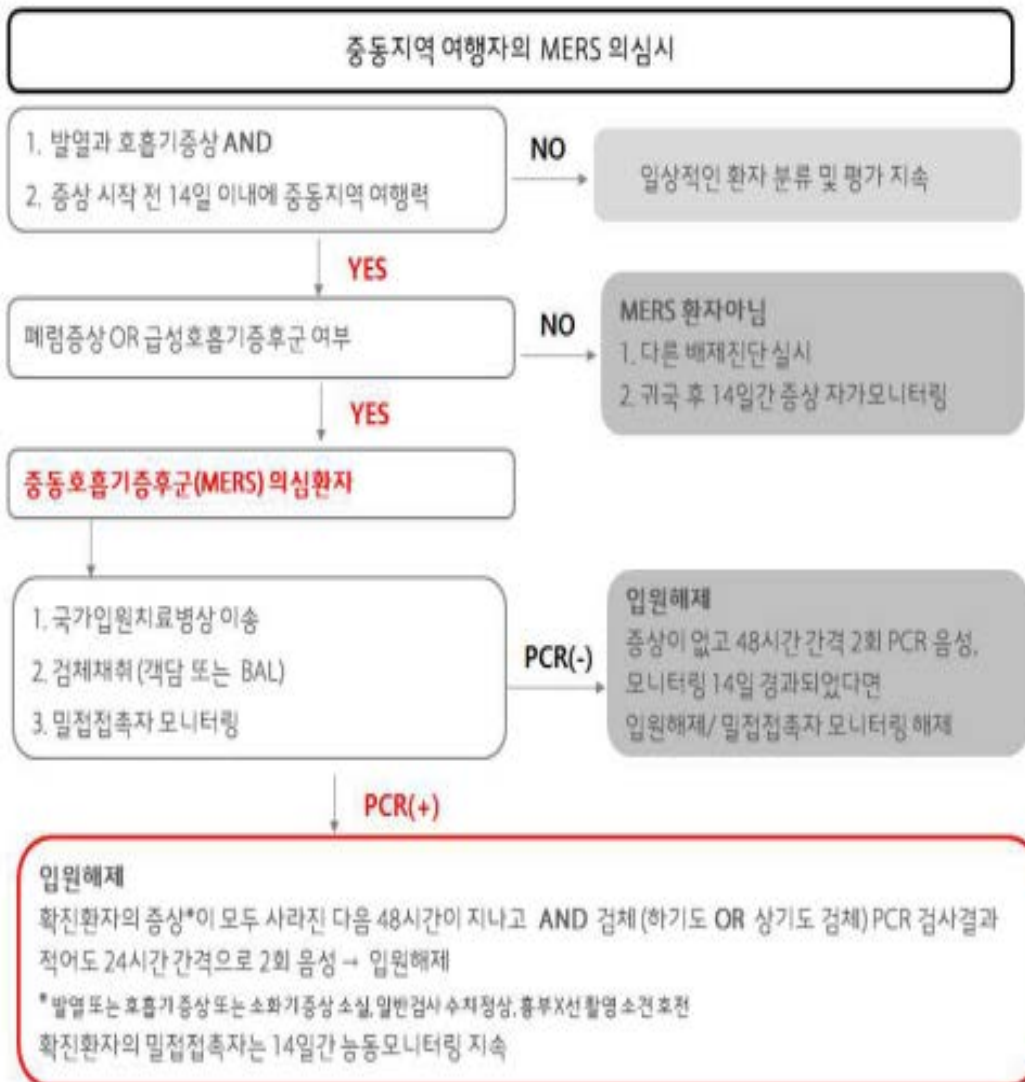 중동지역 여행자의 MERS 의심시
1. 발열과 호흡기증상 AND
2. 증상 시작 전 14일 이내에 중동지역 여행력
NO
일상적인 환자 분류 및 평가 지속
YES
폐렴증상 OR 급성호흡기증후군 여부
NO
MERS 환자아님
1. 다른 배제진단 실시
2. 귀국 후 14일간 증상 자가모니터링
YES
중동호흡기증후군(MERS) 의심환자
1. 국가입원치료병상 이송
2. 검체채취 (객담 또는 BAL)
3. 밀접접촉자 모니터링
PCR(-)
입원해제
증상이 없고 48시간 간격 2회 PCR 음성,
모니터링 14일 경과되었다면
입원해제/ 밀접접촉자 모니터링 해제
PCR(+)
입원해제
확진환자의 증상*이 모두 사라진 다음 48시간이 지나고 AND 검체 (하기도 OR 상기도 검체) PCR 검사결과
적어도 24시간 간격으로 2회 음성 → 입원해제
* 발열 또는 호흡기 증상 또는 소화기 증상 소실, 일반검사 수치정상, 흉부X선 촬영 소견 호전
확진환자의 밀접접촉자는 14일간 능동모니터링 지속